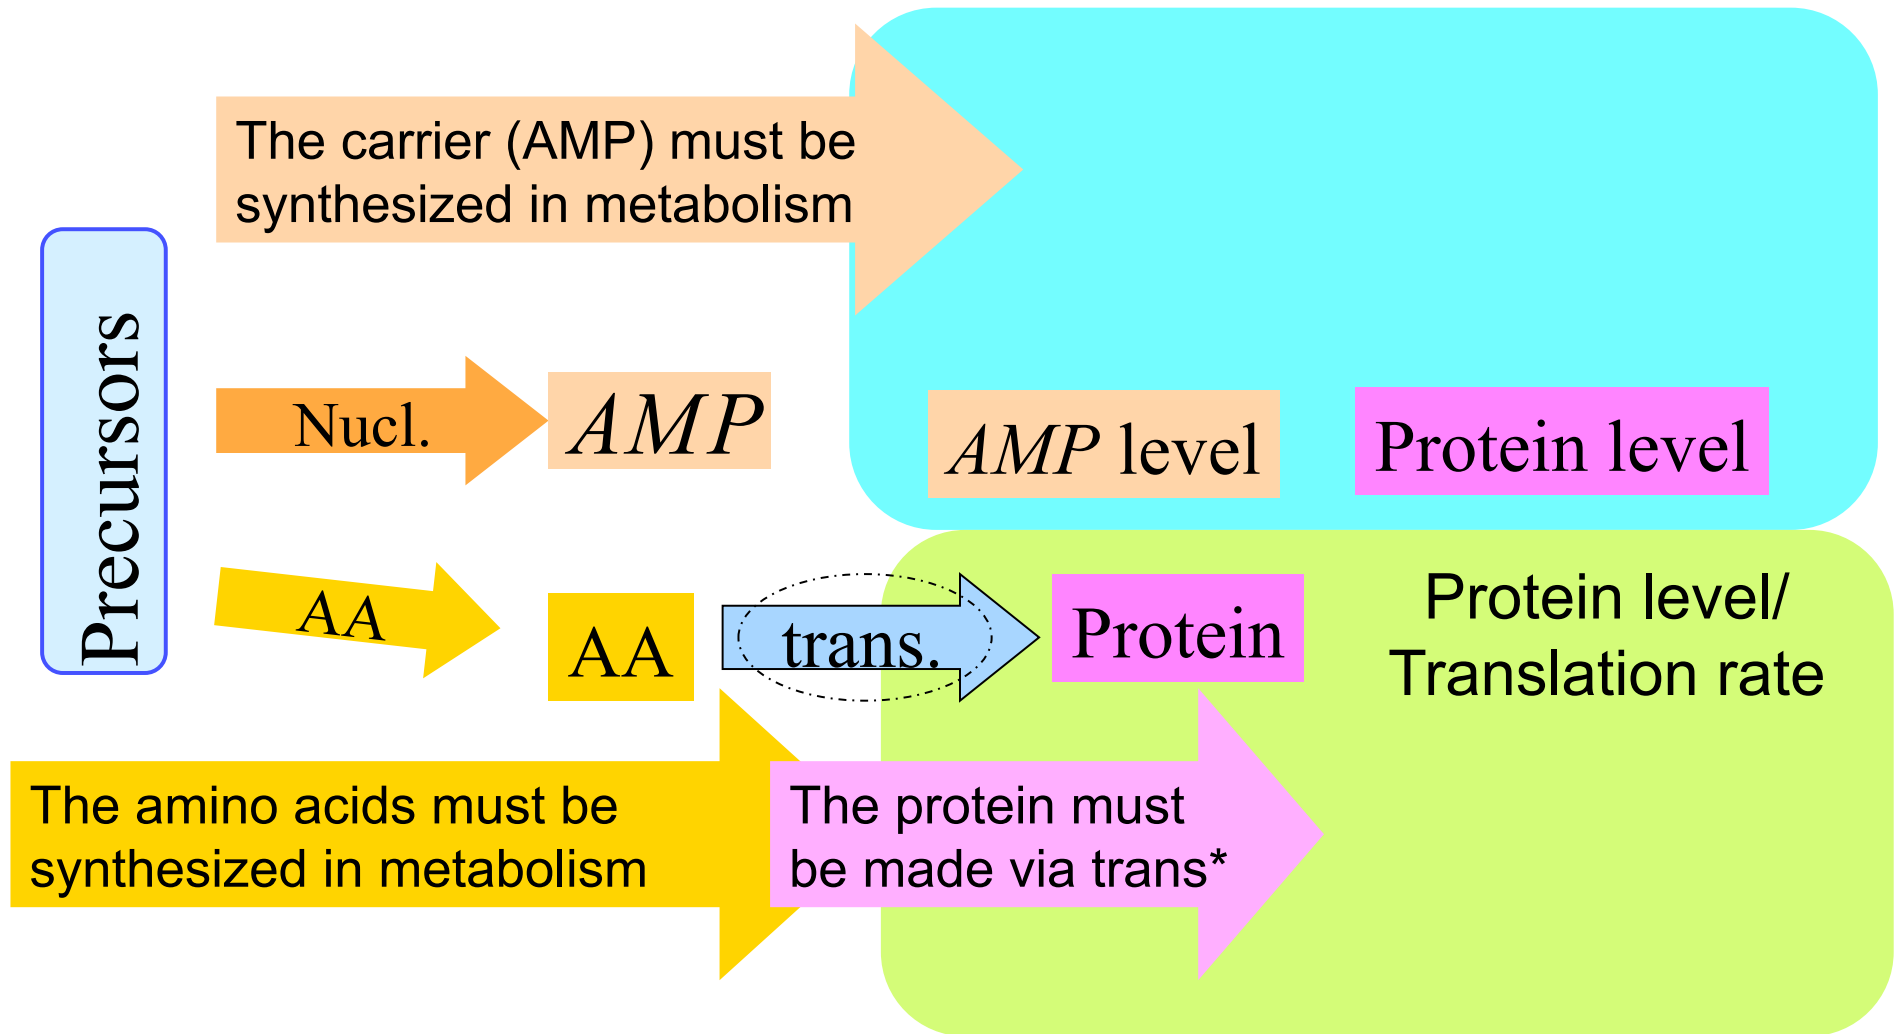 The carrier (AMP) must be
synthesized in metabolism
Precursors
Nucl.
AMP
AMP level
Protein level
AA
AA
trans.
Protein
Protein level/
Translation rate
The amino acids must be
synthesized in metabolism
The protein must
be made via trans*